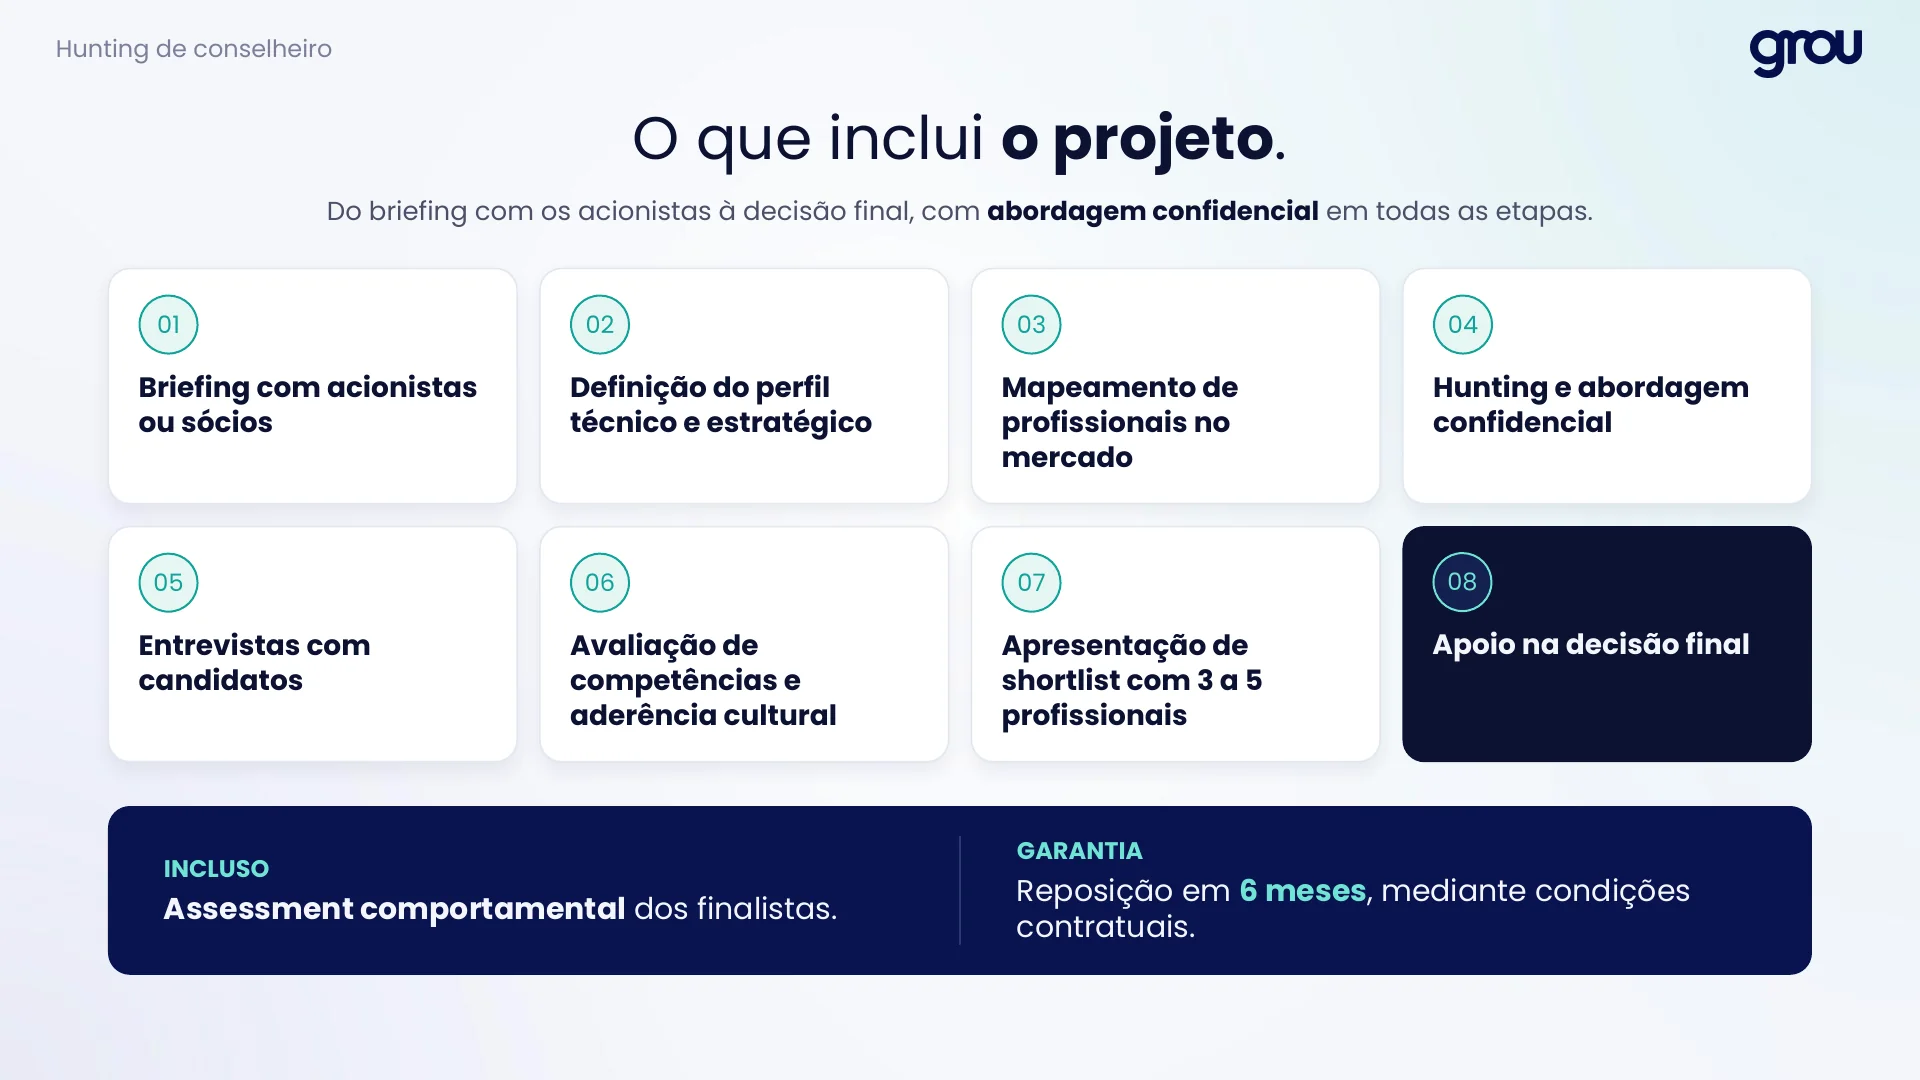 Hunting de conselheiro
grou
O que inclui o projeto.
Do briefing com os acionistas à decisão final, com abordagem confidencial em todas as etapas.
01
Briefing com acionistas
ou sócios
02
Definição do perfil
técnico e estratégico
03
Mapeamento de
profissionais no
mercado
04
Hunting e abordagem
confidencial
05
Entrevistas com
candidatos
06
Avaliação de
competências e
aderência cultural
07
Apresentação de
shortlist com 3 a 5
profissionais
08
Apoio na decisão final
INCLUSO
Assessment comportamental dos finalistas.
GARANTIA
Reposição em 6 meses, mediante condições
contratuais.